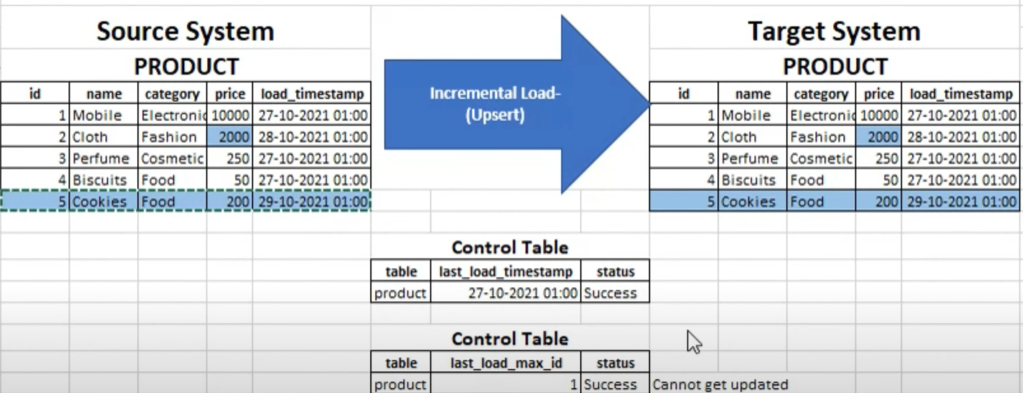 Source System
PRODUCT
id name category price load_timestamp
1 Mobile Electronic 10000 27-10-2021 01:00
2 Cloth Fashion 2000 28-10-2021 01:00
3 Perfume Cosmetic 250 27-10-2021 01:00
4 Biscuits Food 50 27-10-2021 01:00
5 Cookies Food 200 29-10-2021 01:00
Incremental Load-
(Upsert)
Target System
PRODUCT
id name category price load_timestamp
1 Mobile Electronic 10000 27-10-2021 01:00
2 Cloth Fashion 2000 28-10-2021 01:00
3 Perfume Cosmetic 250 27-10-2021 01:00
4 Biscuits Food 50 27-10-2021 01:00
5 Cookies Food 200 29-10-2021 01:00
Control Table
table last_load_timestamp status
product 27-10-2021 01:00 Success
Control Table
table last_load_max_id status
product 1 Success Cannot get updated